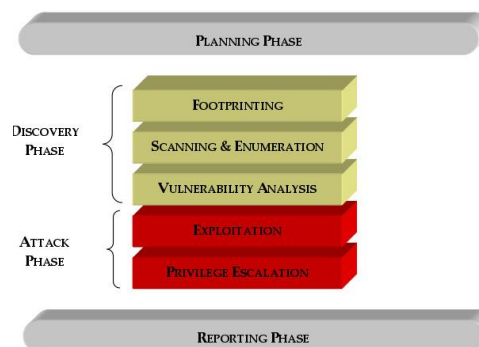 PLANNING PHASE
FOOTPRINTING
DISCOVERY
PHASE
SCANNING & ENUMERATION
VULNERABILITY ANALYSIS
EXPLOITATION
ATTACK
PHASE
PRIVILEGE ESCALATION
REPORTING PHASE